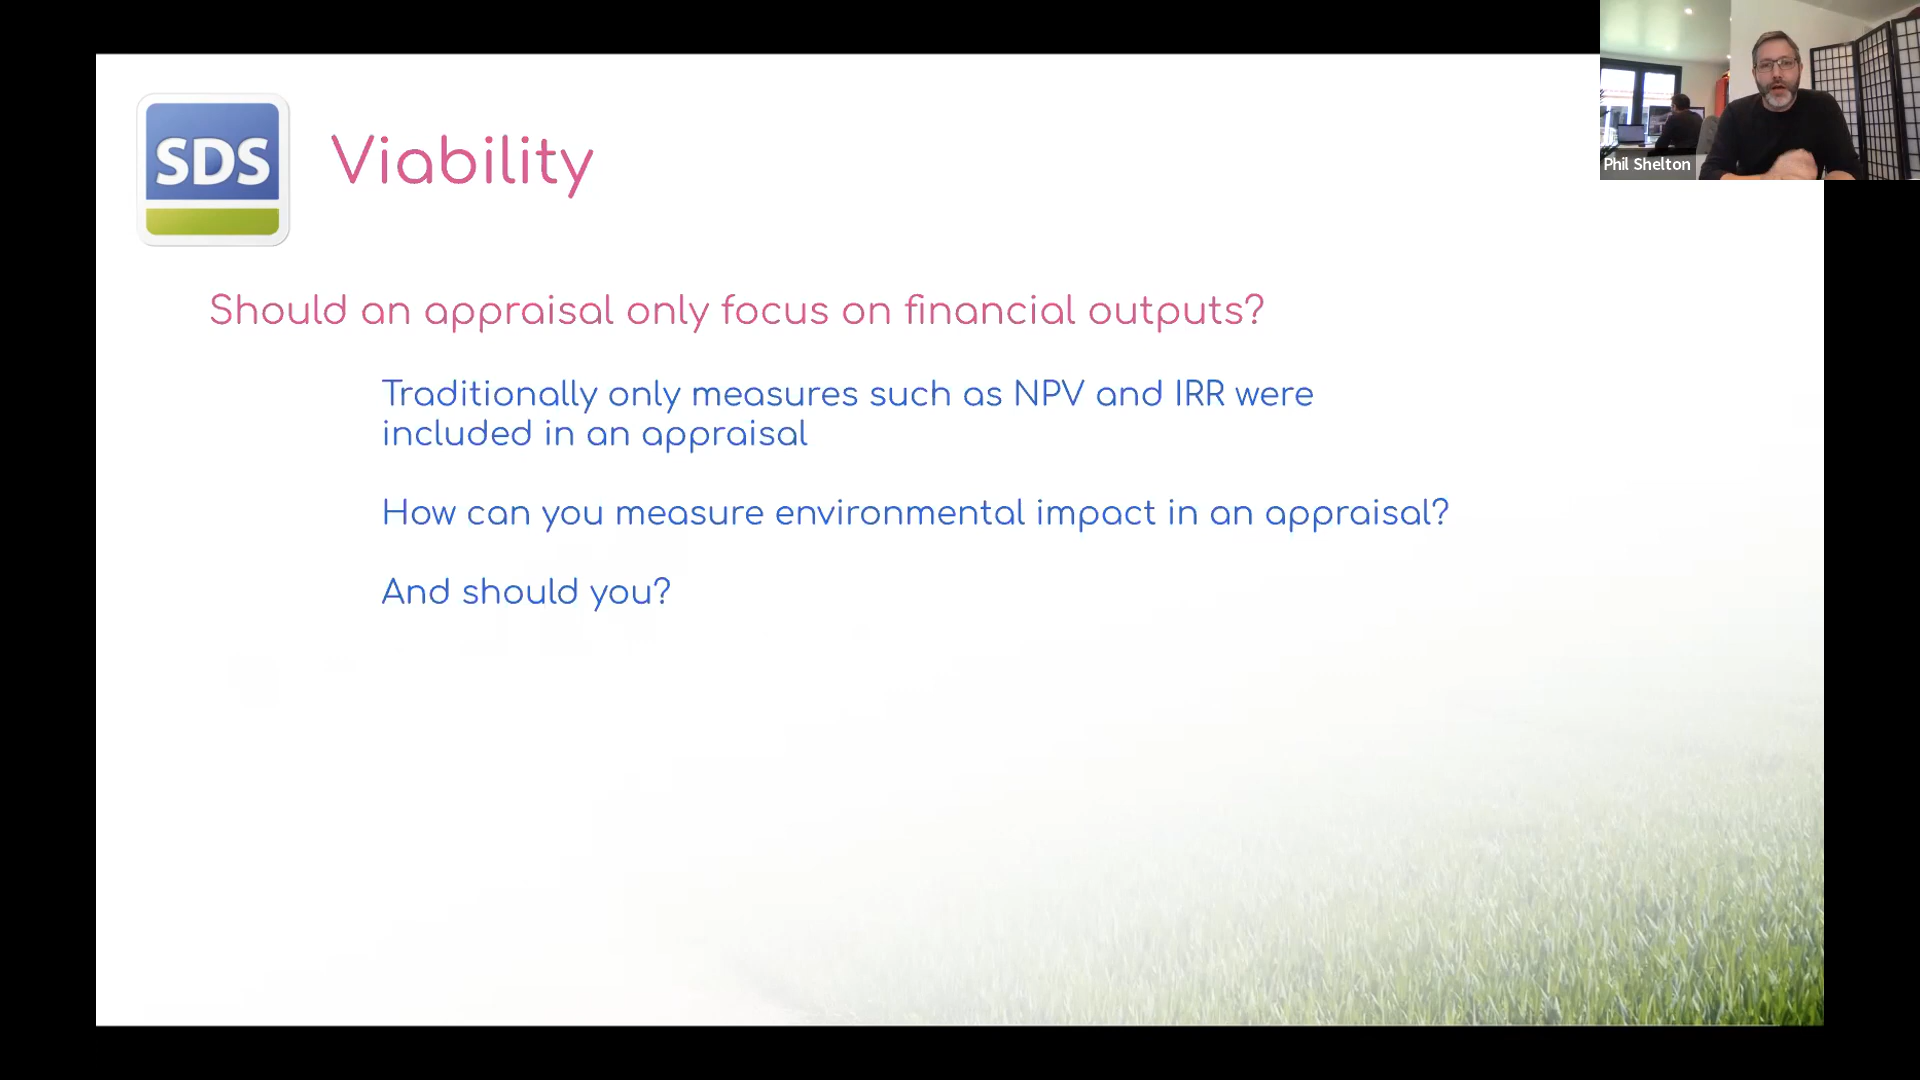 SDS
Viability
Phil Shelton
Should an appraisal only focus on financial outputs?
Traditionally only measures such as NPV and IRR were
included in an appraisal
How can you measure environmental impact in an appraisal?
And should you?